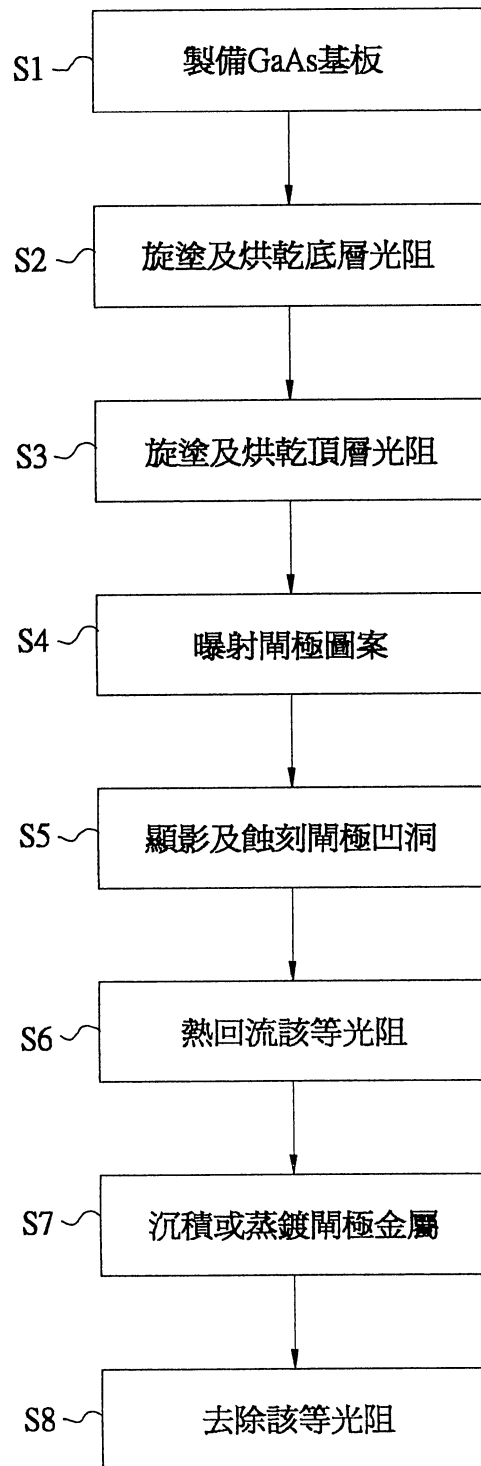 S1 製備GaAs基板
S2 旋塗及烘乾底層光阻
S3 旋塗及烘乾頂層光阻
S4 曝射閘極圖案
S5 顯影及蝕刻閘極凹洞
S6 熱回流該等光阻
S7 沉積或蒸鍍閘極金屬
S8 去除該等光阻